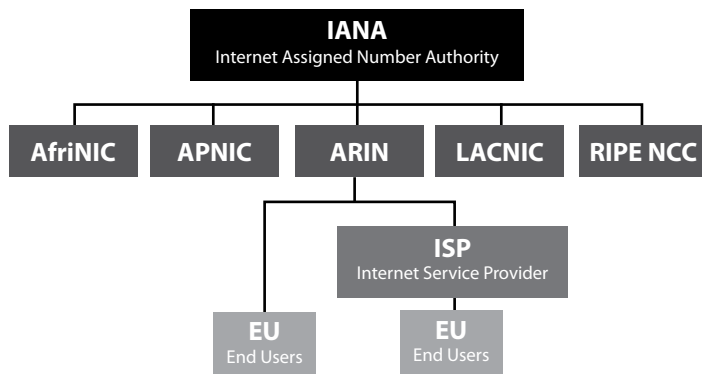 IANA
Internet Assigned Number Authority
AfriNIC
APNIC
ARIN
LACNIC
RIPE NCC
ISP
Internet Service Provider
EU
End Users
EU
End Users